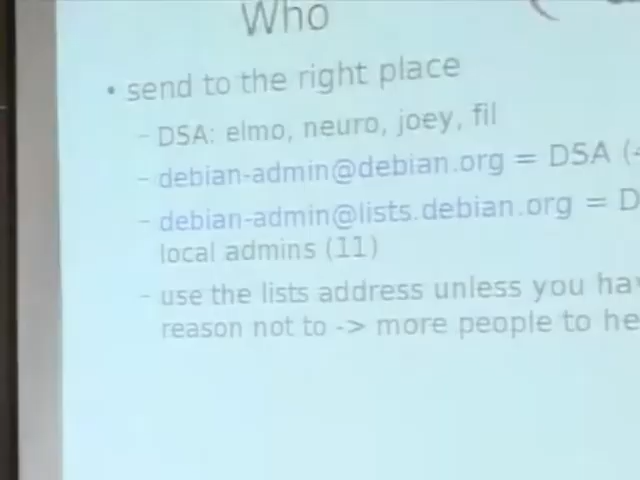 Who
• send to the right place
– DSA: elmo, neuro, joey, fil
– debian-admin@debian.org = DSA (
– debian-admin@lists.debian.org = D
local admins (11)
– use the lists address unless you
reason not to -> more people to